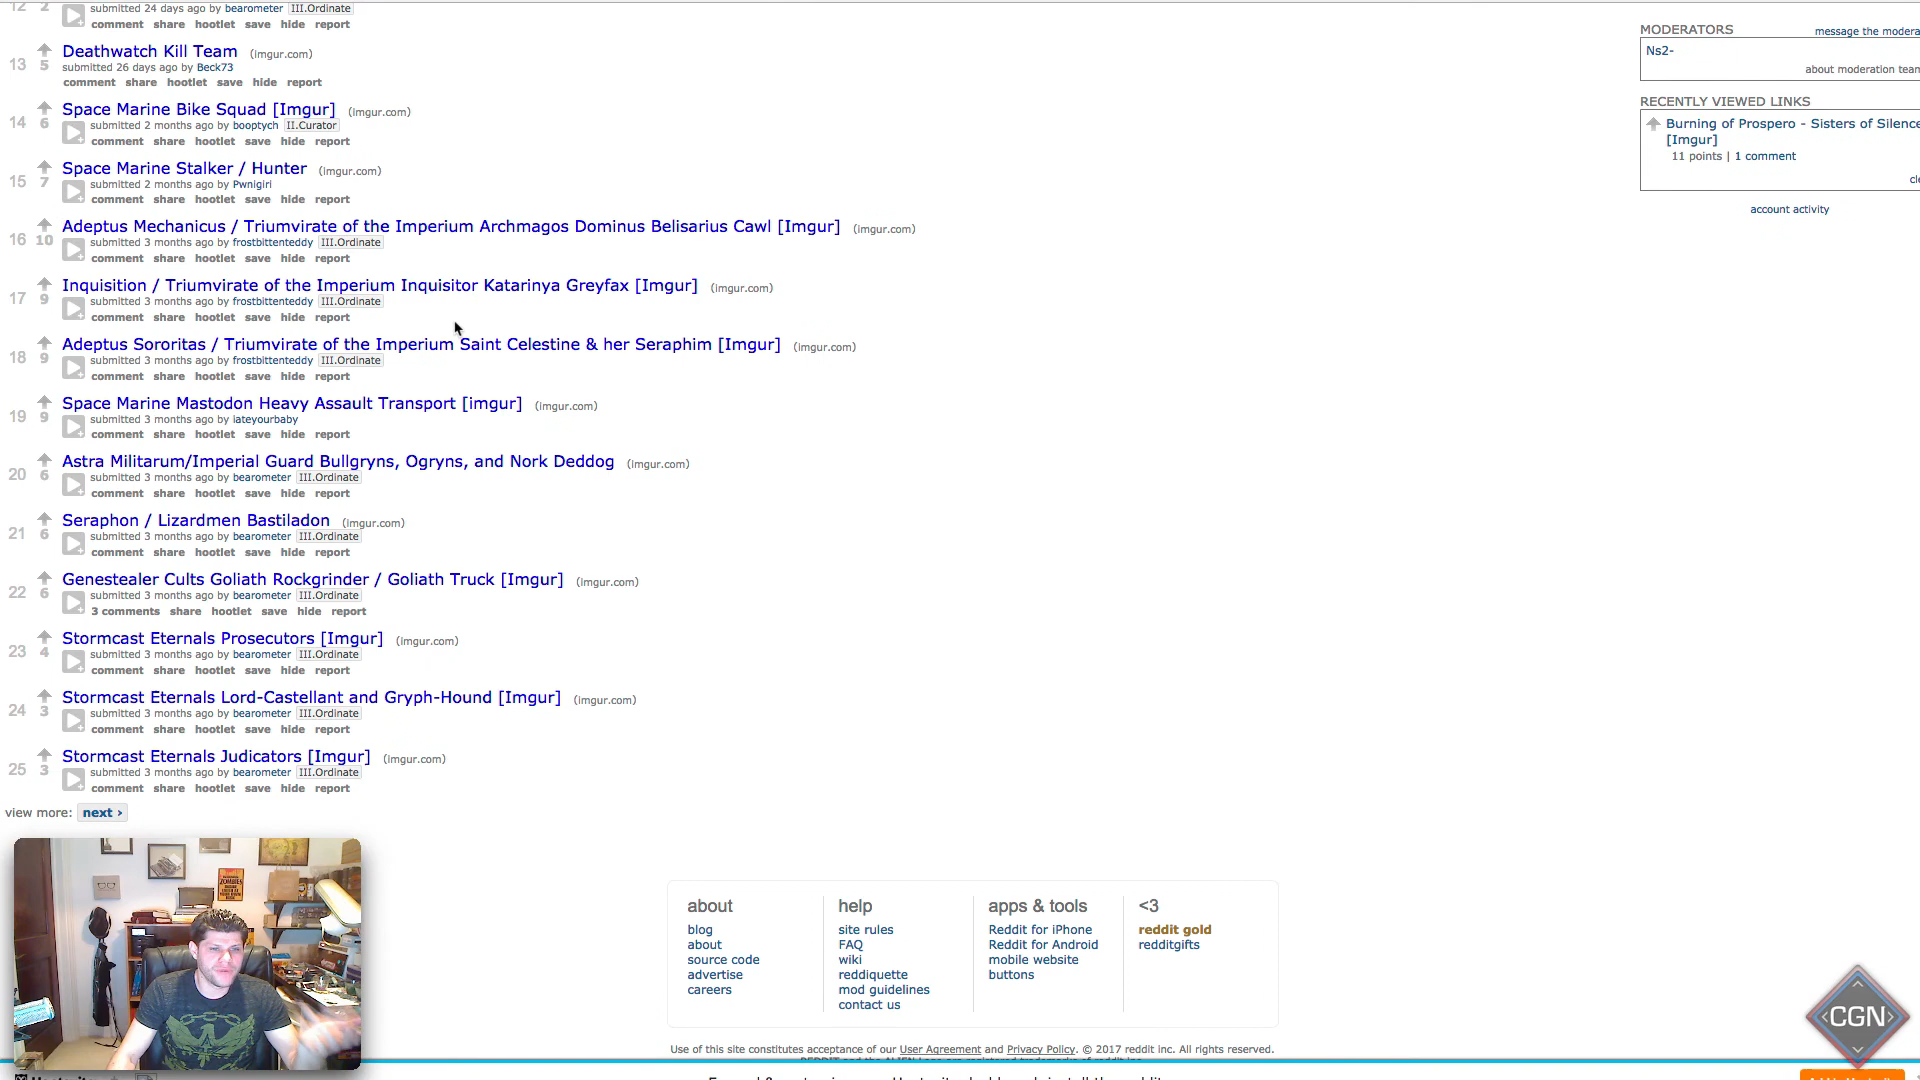 12 2 submitted 24 days ago by bearometer III.Ordinate
comment share hootlet save hide report
13 5 Deathwatch Kill Team (imgur.com)
submitted 26 days ago by Beck73
comment share hootlet save hide report
14 6 Space Marine Bike Squad [Imgur] (imgur.com)
submitted 2 months ago by booptych II.Curator
comment share hootlet save hide report
15 7 Space Marine Stalker / Hunter (imgur.com)
submitted 2 months ago by Pwnigiri
comment share hootlet save hide report
16 10 Adeptus Mechanicus / Triumvirate of the Imperium Archmagos Dominus Belisarius Cawl [Imgur] (imgur.com)
submitted 3 months ago by frostbittenteddy III.Ordinate
comment share hootlet save hide report
17 9 Inquisition / Triumvirate of the Imperium Inquisitor Katarinya Greyfax [Imgur] (imgur.com)
submitted 3 months ago by frostbittenteddy III.Ordinate
comment share hootlet save hide report
18 9 Adeptus Sororitas / Triumvirate of the Imperium Saint Celestine & her Seraphim [Imgur] (imgur.com)
submitted 3 months ago by frostbittenteddy III.Ordinate
comment share hootlet save hide report
19 9 Space Marine Mastodon Heavy Assault Transport [imgur] (imgur.com)
submitted 3 months ago by iateyourbaby
comment share hootlet save hide report
20 6 Astra Militarum/Imperial Guard Bullgryns, Ogryns, and Nork Deddog (imgur.com)
submitted 3 months ago by bearometer III.Ordinate
comment share hootlet save hide report
21 6 Seraphon / Lizardmen Bastiladon (imgur.com)
submitted 3 months ago by bearometer III.Ordinate
comment share hootlet save hide report
22 6 Genestealer Cults Goliath Rockgrinder / Goliath Truck [Imgur] (imgur.com)
submitted 3 months ago by bearometer III.Ordinate
3 comments share hootlet save hide report
23 4 Stormcast Eternals Prosecutors [Imgur] (imgur.com)
submitted 3 months ago by bearometer III.Ordinate
comment share hootlet save hide report
24 3 Stormcast Eternals Lord-Castellant and Gryph-Hound [Imgur] (imgur.com)
submitted 3 months ago by bearometer III.Ordinate
comment share hootlet save hide report
25 3 Stormcast Eternals Judicators [Imgur] (imgur.com)
submitted 3 months ago by bearometer III.Ordinate
comment share hootlet save hide report
view more: next ›
MODERATORS message the modera
Ns2-
about moderation team
RECENTLY VIEWED LINKS
Burning of Prospero - Sisters of Silence
[Imgur]
11 points | 1 comment
cle
account activity
ZOMBIES
about
blog
about
source code
advertise
careers
help
site rules
FAQ
wiki
reddiquette
mod guidelines
contact us
apps & tools
Reddit for iPhone
Reddit for Android
mobile website
buttons
<3
reddit gold
redditgifts
<CGN>
Use of this site constitutes acceptance of our User Agreement and Privacy Policy. © 2017 reddit inc. All rights reserved.